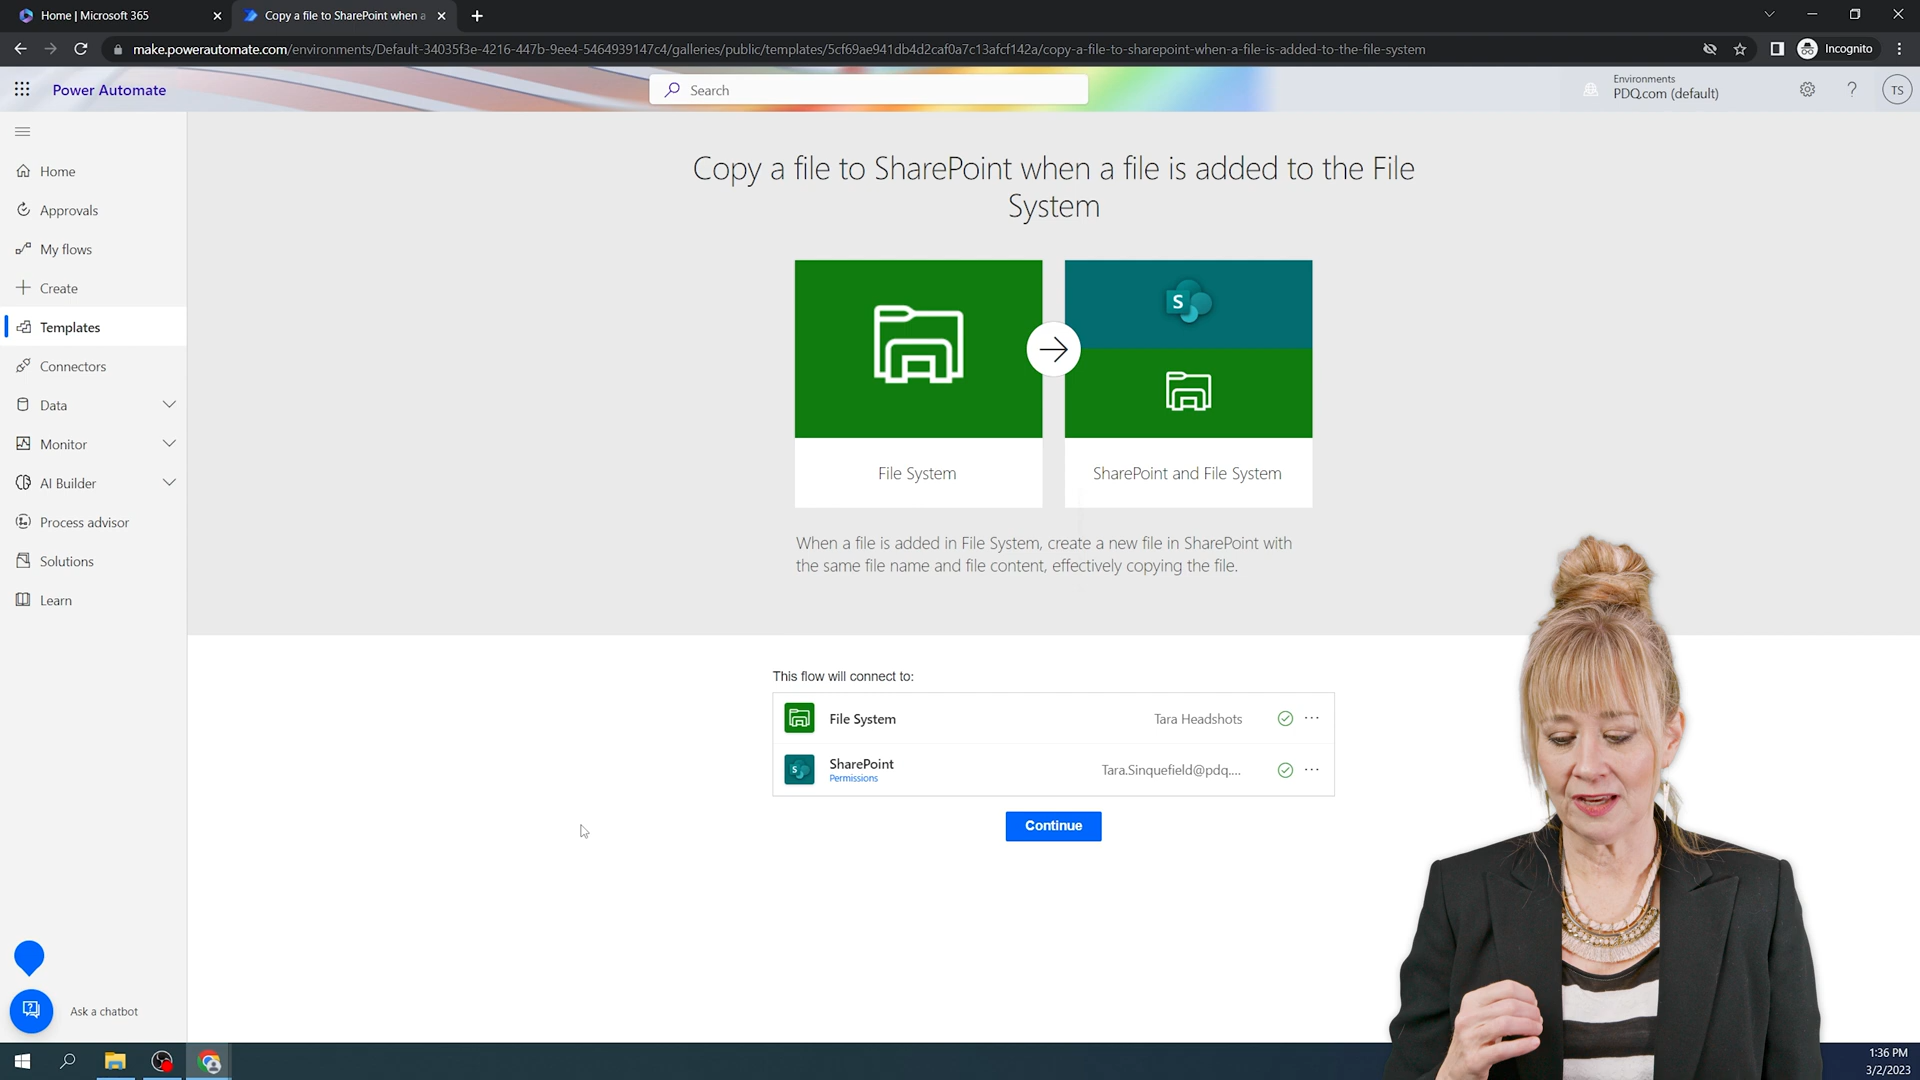 Home | Microsoft 365
Copy a file to SharePoint when a
make.powerautomate.com/environments/Default-34035f3e-4216-447b-9ee4-5464939147c4/galleries/public/templates/5cf69ae941db4d2caf0a7c13afcf142a/copy-a-file-to-sharepoint-when-a-file-is-added-to-the-file-system
Incognito
Power Automate
Search
Environments
PDQ.com (default)
?
TS
Home
Approvals
My flows
Create
Templates
Connectors
Data
Monitor
AI Builder
Process advisor
Solutions
Learn
Copy a file to SharePoint when a file is added to the File
System
S
File System
SharePoint and File System
When a file is added in File System, create a new file in SharePoint with
the same file name and file content, effectively copying the file.
This flow will connect to:
File System
Tara Headshots
S
SharePoint
Permissions
Tara.Sinquefield@pdq....
Continue
Ask a chatbot
1:36 PM
3/2/2023